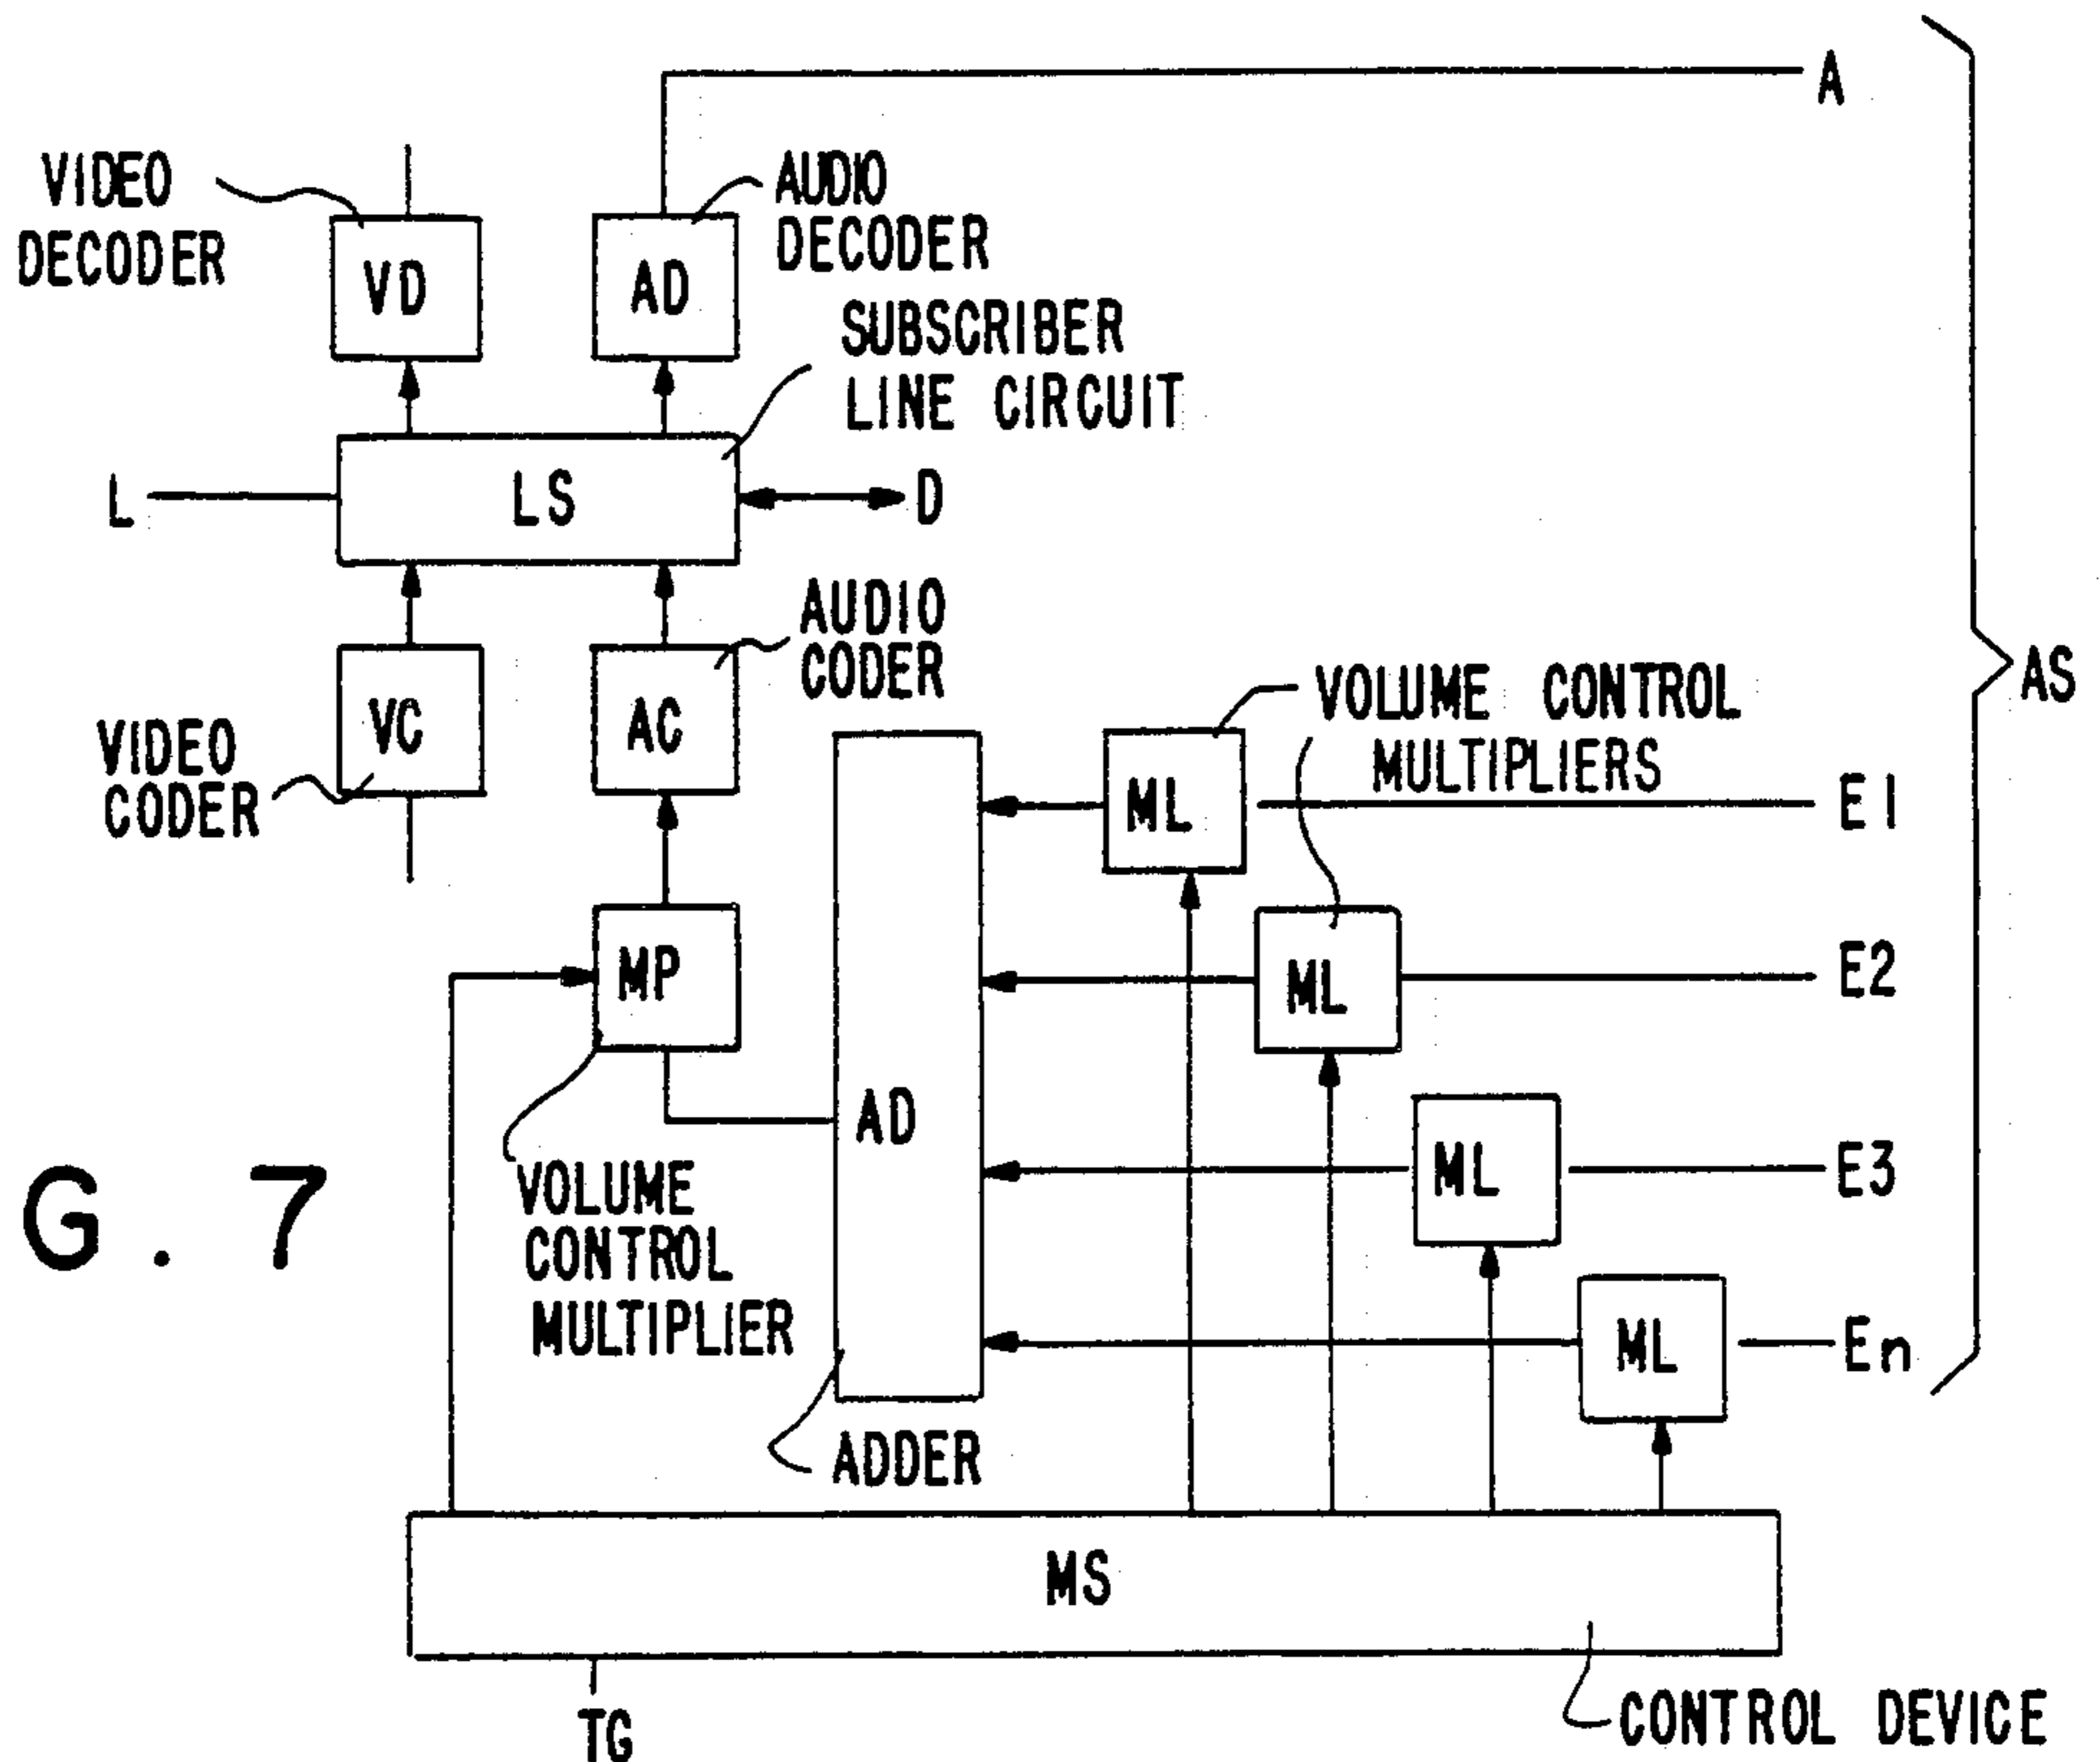 A
VIDEO
DECODER
AUDIO
DECODER
VD
AD
SUBSCRIBER
LINE CIRCUIT
L
LS
D
AUDIO
CODER
VOLUME CONTROL
MULTIPLIERS
AS
VIDEO
CODER
VC
AC
ML
E1
MP
ML
E2
AD
ML
E3
G. 7
VOLUME
CONTROL
MULTIPLIER
ML
En
ADDER
MS
CONTROL DEVICE
TG